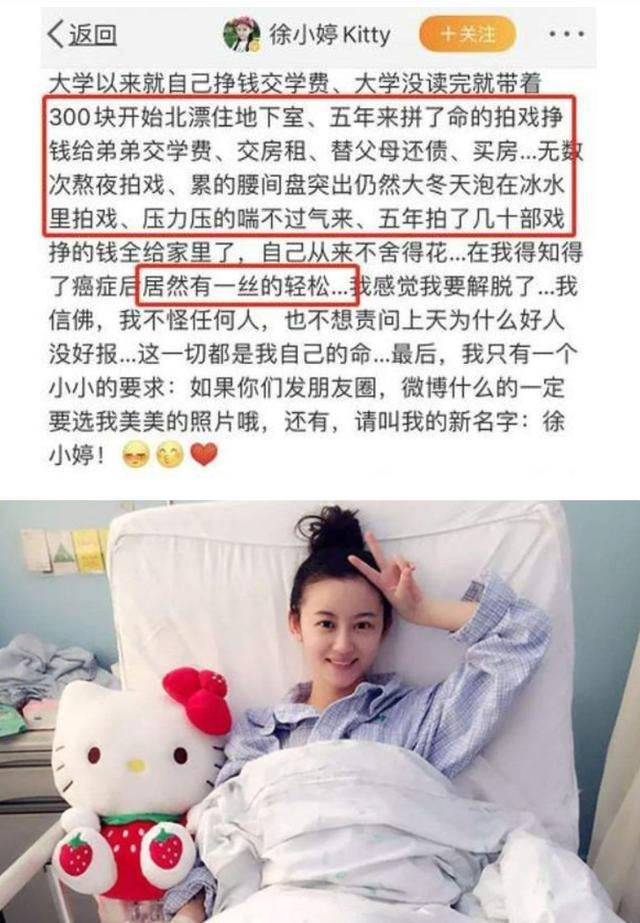 返回 徐小婷Kitty +关注 ···
大学以来就自己挣钱交学费、大学没读完就带着
300块开始北漂住地下室、五年来拼了命的拍戏挣
钱给弟弟交学费、交房租、替父母还债、买房...无数
次熬夜拍戏、累的腰间盘突出仍然大冬天泡在冰水
里拍戏、压力压的喘不过气来、五年拍了几十部戏
挣的钱全给家里了，自己从来不舍得花...在我得知得
了癌症后居然有一丝的轻松...我感觉我要解脱了...我
信佛，我不怪任何人，也不想责问上天为什么好人
没好报...这一切都是我自己的命...最后，我只有一个
小小的要求：如果你们发朋友圈，微博什么的一定
要选我美美的照片哦，还有，请叫我的新名字：徐
小婷！